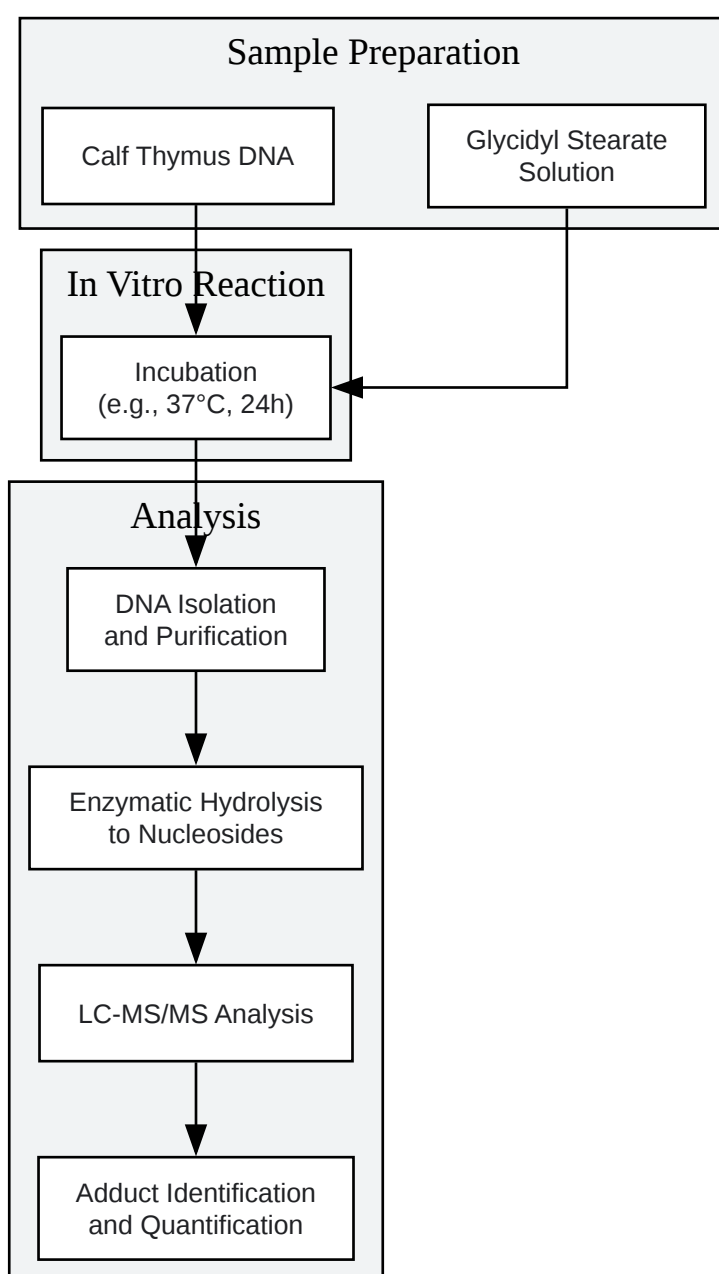 Sample Preparation
Calf Thymus DNA
Glycidyl Stearate
Solution
In Vitro Reaction
Incubation
(e.g., 37°C, 24h)
Analysis
DNA Isolation
and Purification
Enzymatic Hydrolysis
to Nucleosides
LC-MS/MS Analysis
Adduct Identification
and Quantification